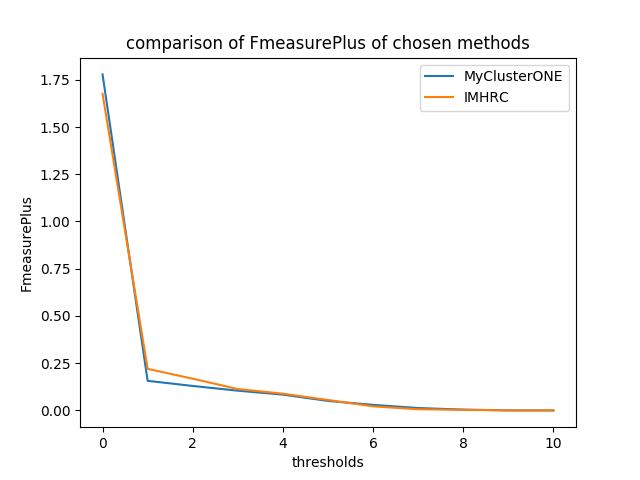 comparison of FmeasurePlus of chosen methods
MyClusterONE
IMHRC
1.75
1.50
1.25
1.00
0.75
0.50
0.25
0.00
FmeasurePlus
0 2 4 6 8 10
thresholds